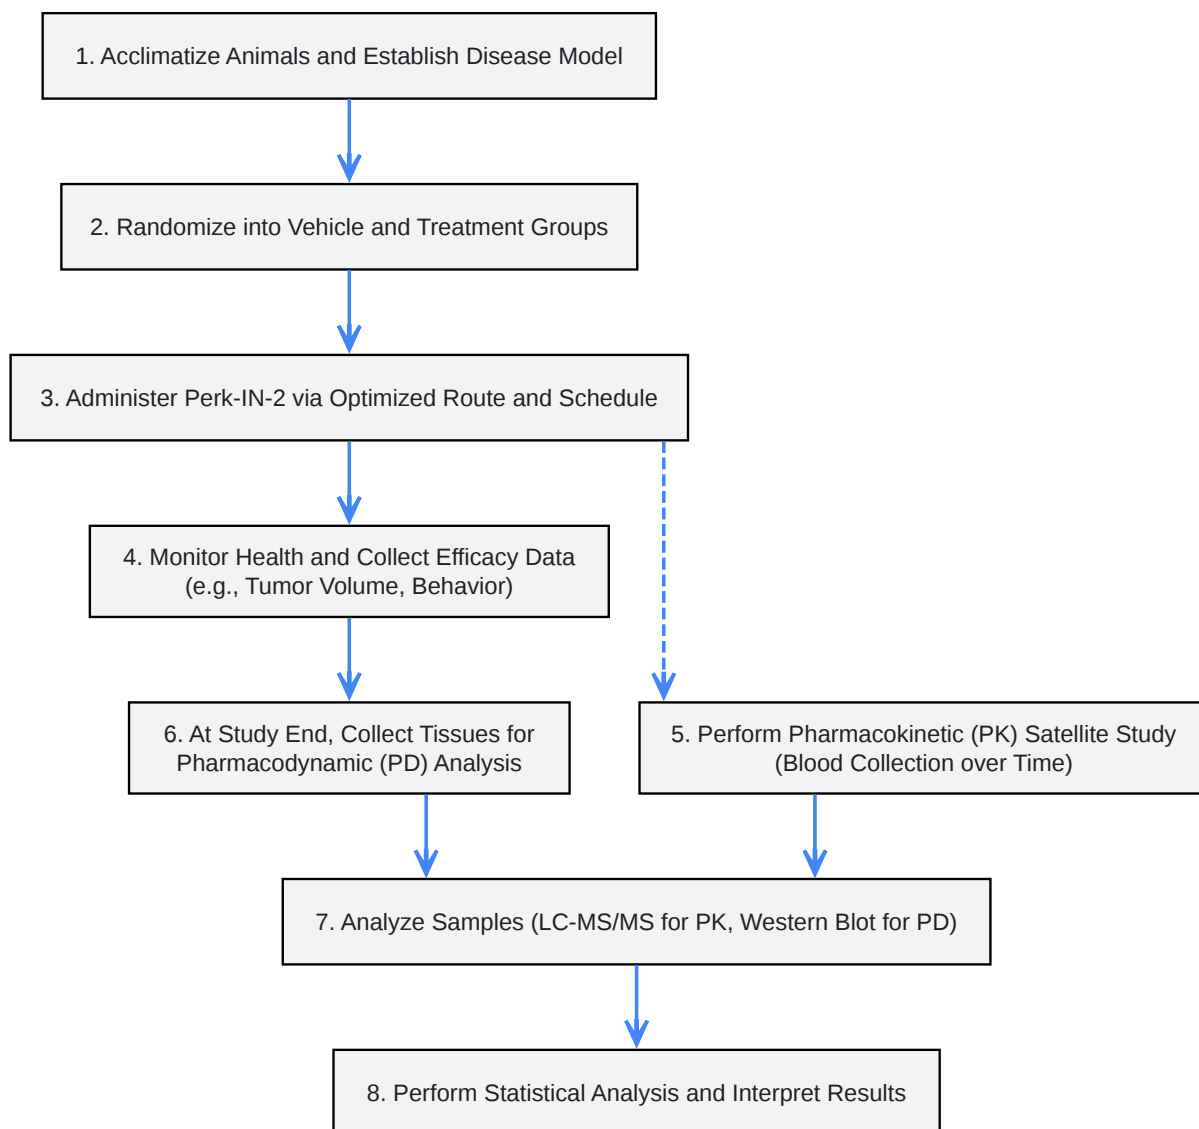 1. Acclimatize Animals and Establish Disease Model
2. Randomize into Vehicle and Treatment Groups
3. Administer Perk-IN-2 via Optimized Route and Schedule
4. Monitor Health and Collect Efficacy Data
(e.g., Tumor Volume, Behavior)
6. At Study End, Collect Tissues for
Pharmacodynamic (PD) Analysis
5. Perform Pharmacokinetic (PK) Satellite Study
(Blood Collection over Time)
7. Analyze Samples (LC-MS/MS for PK, Western Blot for PD)
8. Perform Statistical Analysis and Interpret Results